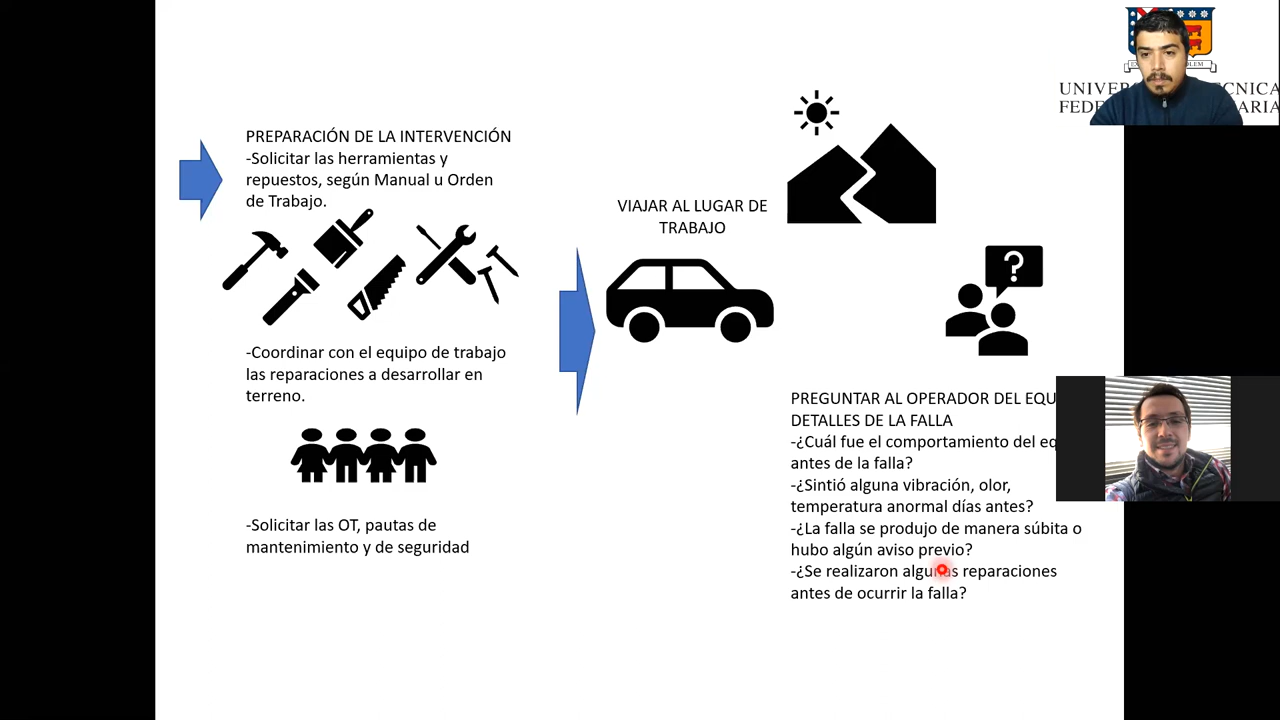 PREPARACIÓN DE LA INTERVENCIÓN
-Solicitar las herramientas y
repuestos, según Manual u Orden
de Trabajo.
-Coordinar con el equipo de trabajo
las reparaciones a desarrollar en
terreno.
-Solicitar las OT, pautas de
mantenimiento y de seguridad
VIAJAR AL LUGAR DE
TRABAJO
?
PREGUNTAR AL OPERADOR DEL EQU
DETALLES DE LA FALLA
-¿Cuál fue el comportamiento del eq
antes de la falla?
-¿Sintió alguna vibración, olor,
temperatura anormal días antes?
-¿La falla se produjo de manera súbita o
hubo algún aviso previo?
-¿Se realizaron algunas reparaciones
antes de ocurrir la falla?